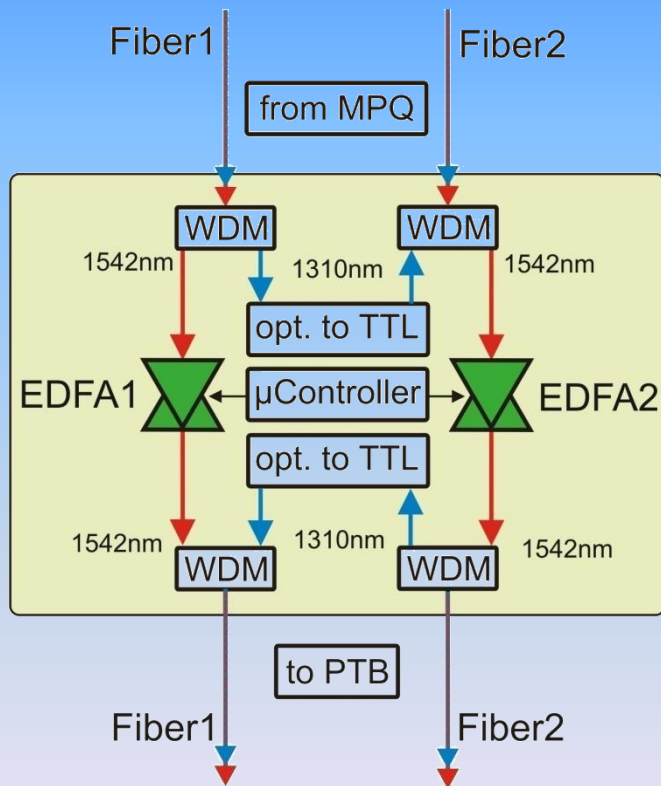 Fiber1
Fiber2
from MPQ
WDM
WDM
1542nm
1310nm
1542nm
opt. to TTL
EDFA1
µController
EDFA2
opt. to TTL
1542nm
1310nm
1542nm
WDM
WDM
to PTB
Fiber1
Fiber2